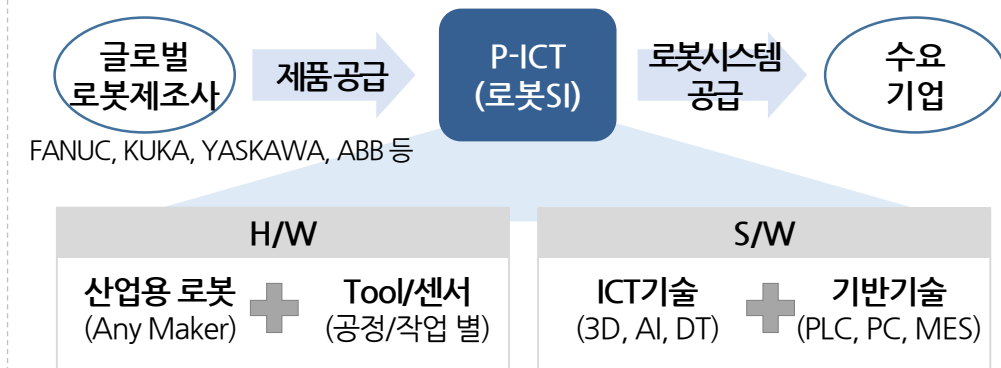 글로벌
로봇제조사
제품 공급
P-ICT
(로봇SI)
로봇시스템
공급
수요
기업
FANUC, KUKA, YASKAWA, ABB 등
H/W
S/W
산업용 로봇
(Any Maker)
Tool/센서
(공정/작업 별)
ICT기술
(3D, AI, DT)
기반기술
(PLC, PC, MES)